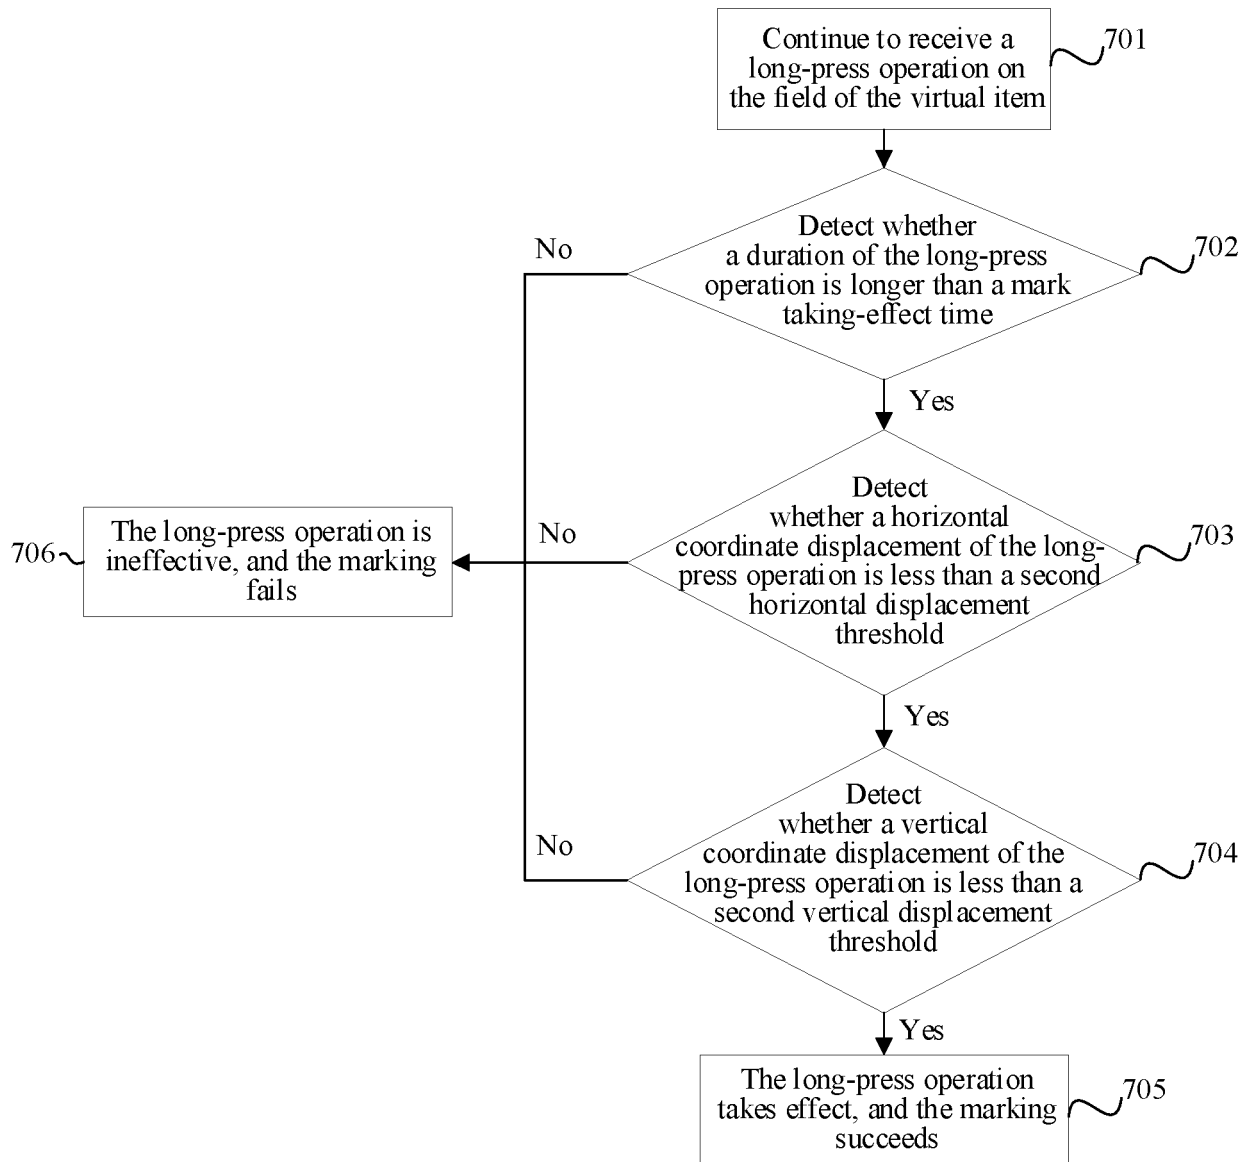 Continue to receive a
long-press operation on
the field of the virtual item
701
Detect whether
a duration of the long-press
operation is longer than a mark
taking-effect time
702
No
Yes
Detect
whether a horizontal
coordinate displacement of the long-
press operation is less than a second
horizontal displacement
threshold
703
No
The long-press operation is
ineffective, and the marking
fails
706
Yes
Detect
whether a vertical
coordinate displacement of the
long-press operation is less than a
second vertical displacement
threshold
704
No
Yes
The long-press operation
takes effect, and the marking
succeeds
705